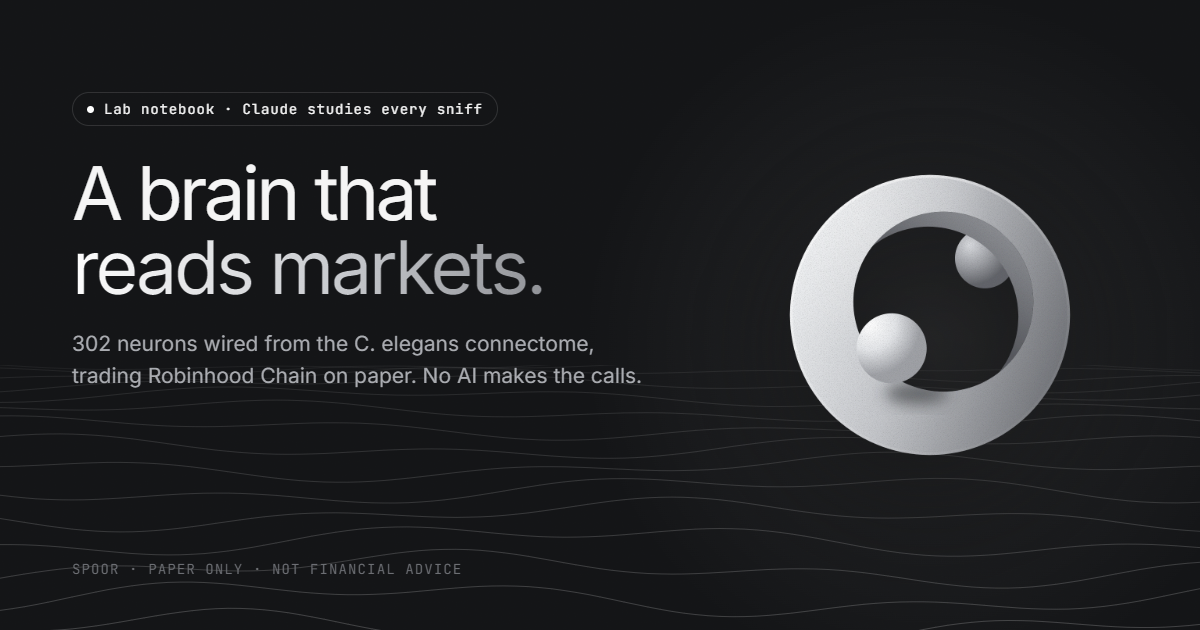 Lab notebook · Claude studies every sniff
A brain that
reads markets.
302 neurons wired from the C. elegans connectome,
trading Robinhood Chain on paper. No AI makes the calls.
SPOOR · PAPER ONLY · NOT FINANCIAL ADVICE